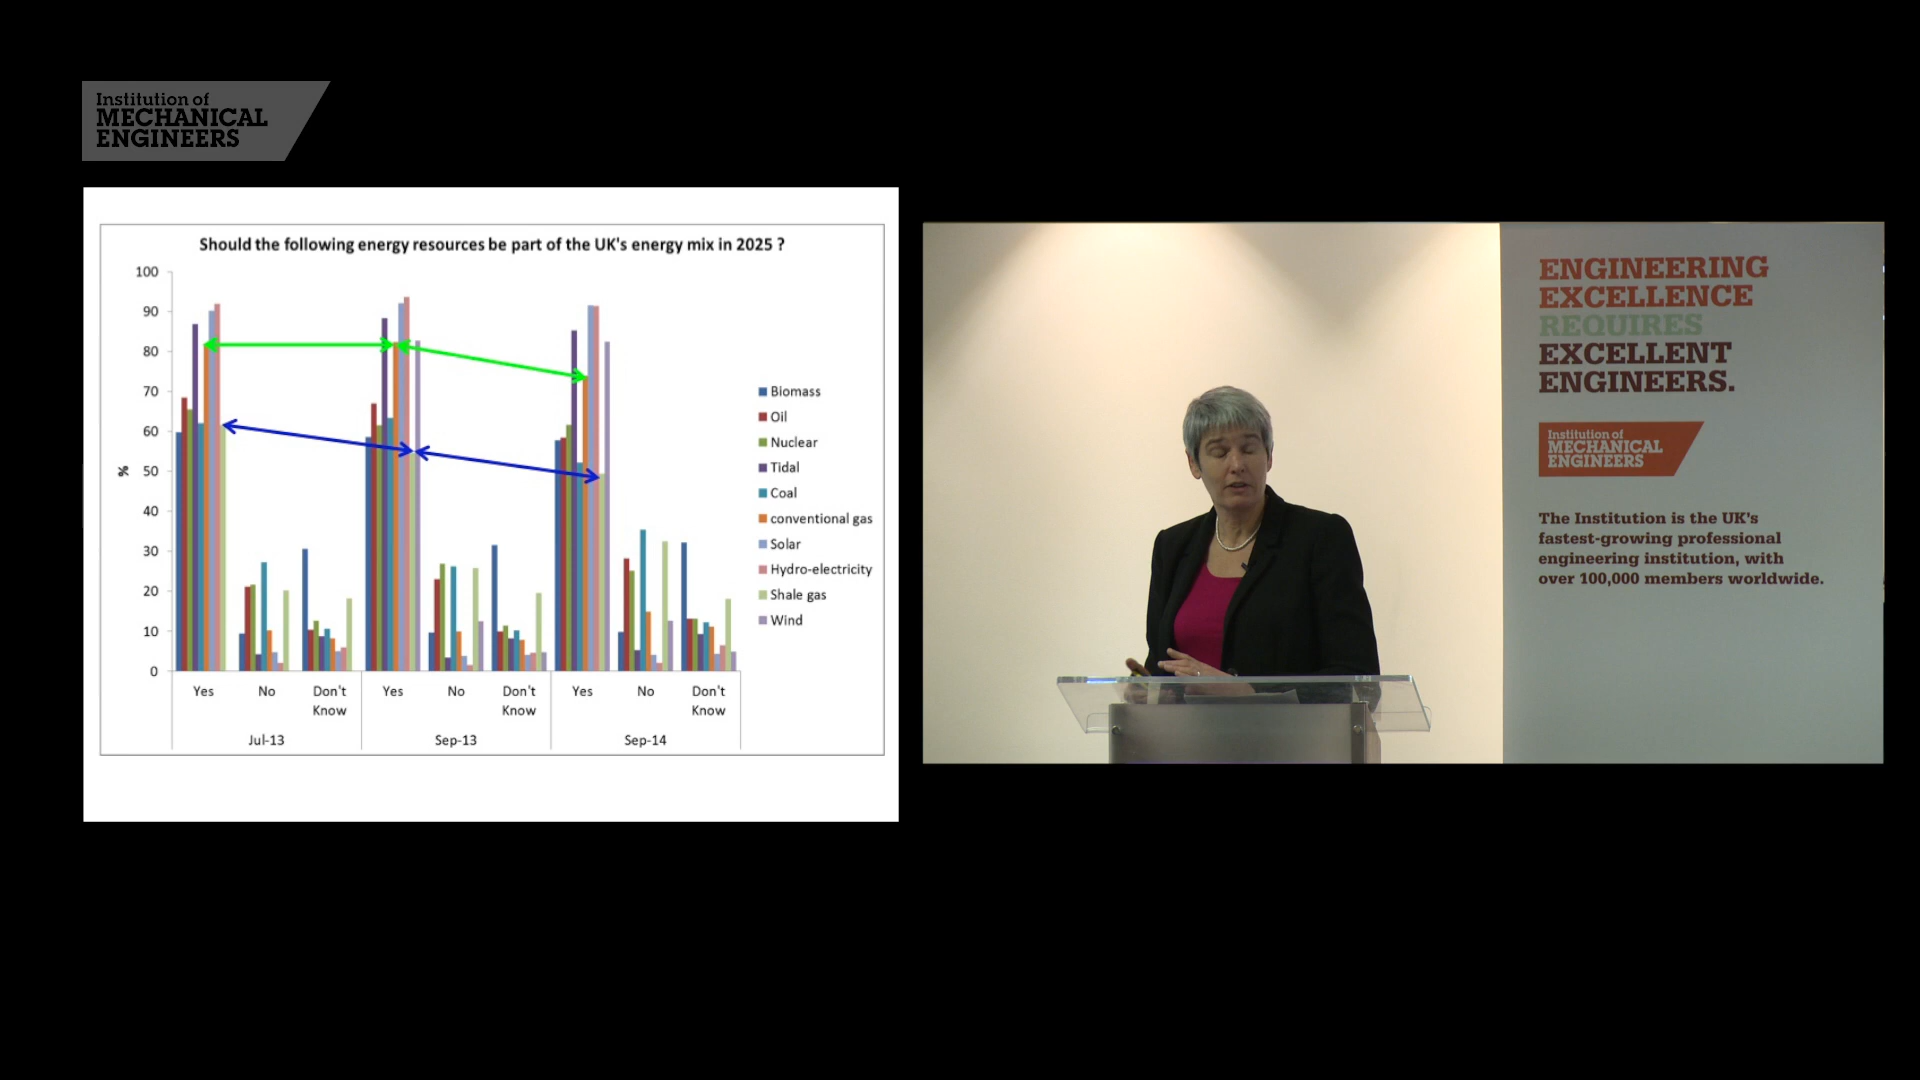 Institution of
MECHANICAL
ENGINEERS
Should the following energy resources be part of the UK's energy mix in 2025 ?
100
90
80
70
60
50
40
30
20
10
0
%
Yes No Don't Know Yes No Don't Know Yes No Don't Know
Jul-13 Sep-13 Sep-14
Biomass
Oil
Nuclear
Tidal
Coal
conventional gas
Solar
Hydro-electricity
Shale gas
Wind
ENGINEERING
EXCELLENCE
REQUIRES
EXCELLENT
ENGINEERS.
Institution of
MECHANICAL
ENGINEERS
The Institution is the UK's
fastest-growing professional
engineering institution, with
over 100,000 members worldwide.